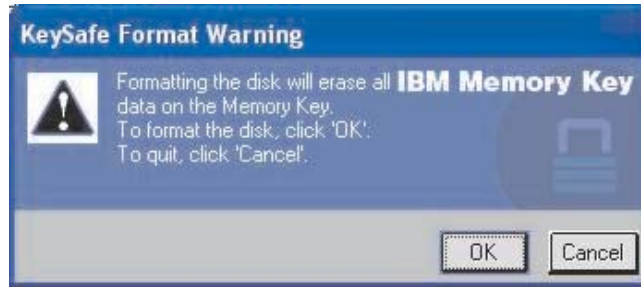 KeySafe Format Warning
Formatting the disk will erase all IBM Memory Key
data on the Memory Key.
To format the disk, click 'OK'.
To quit, click 'Cancel'.
OK Cancel